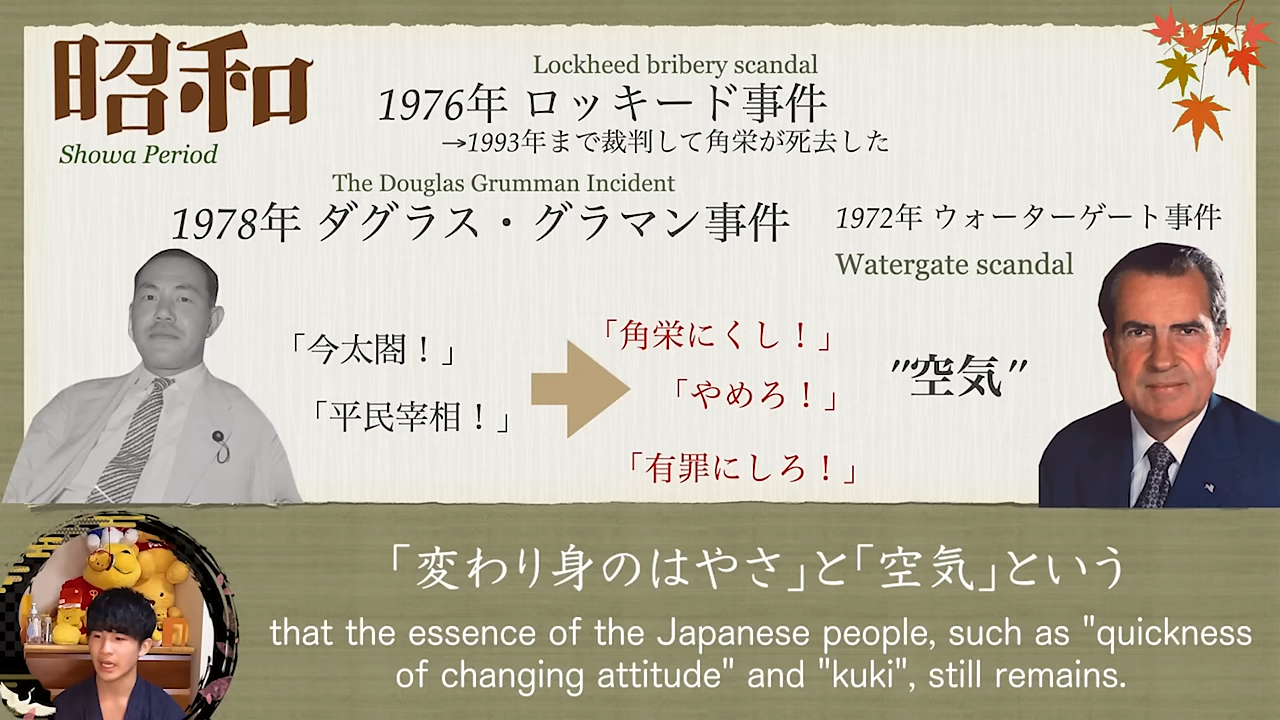 昭和
Showa Period
Lockheed bribery scandal
1976年 ロッキード事件
→1993年まで裁判して角栄が死去した
The Douglas Grumman Incident
1978年 ダグラス・グラマン事件
1972年 ウォーターゲート事件
Watergate scandal
「今太閤！」
「平民宰相！」
「角栄にくし！」
「やめろ！」
「有罪にしろ！」
"空気"
「変わり身のはやさ」と「空気」という
that the essence of the Japanese people, such as "quickness
of changing attitude" and "kuki", still remains.